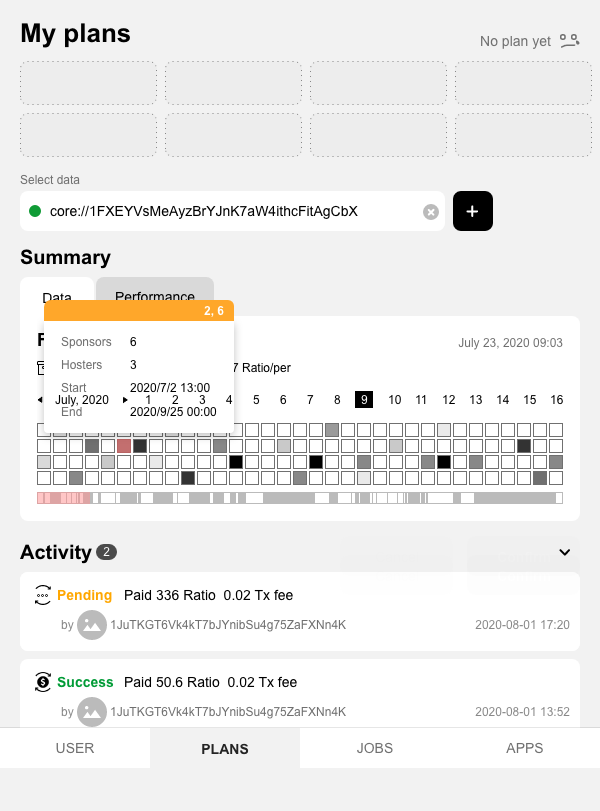 My plans
No plan yet
Select data
core://1FXEYVsMeAyzBrYJnK7aW4ithcFitAgCbX
+
Summary
Data Performance
2, 6
F July 23, 2020 09:03
Sponsors 6
Hosters 3
7 Ratio/per
Start 2020/7/2 13:00
July, 2020 1 2 3 4 5 6 7 8 9 10 11 12 13 14 15 16
End 2020/9/25 00:00
Activity 2
Pending Paid 336 Ratio 0.02 Tx fee
by 1JuTKGT6Vk4kT7bJYnibSu4g75ZaFXNn4K 2020-08-01 17:20
Success Paid 50.6 Ratio 0.02 Tx fee
by 1JuTKGT6Vk4kT7bJYnibSu4g75ZaFXNn4K 2020-08-01 13:52
USER PLANS JOBS APPS